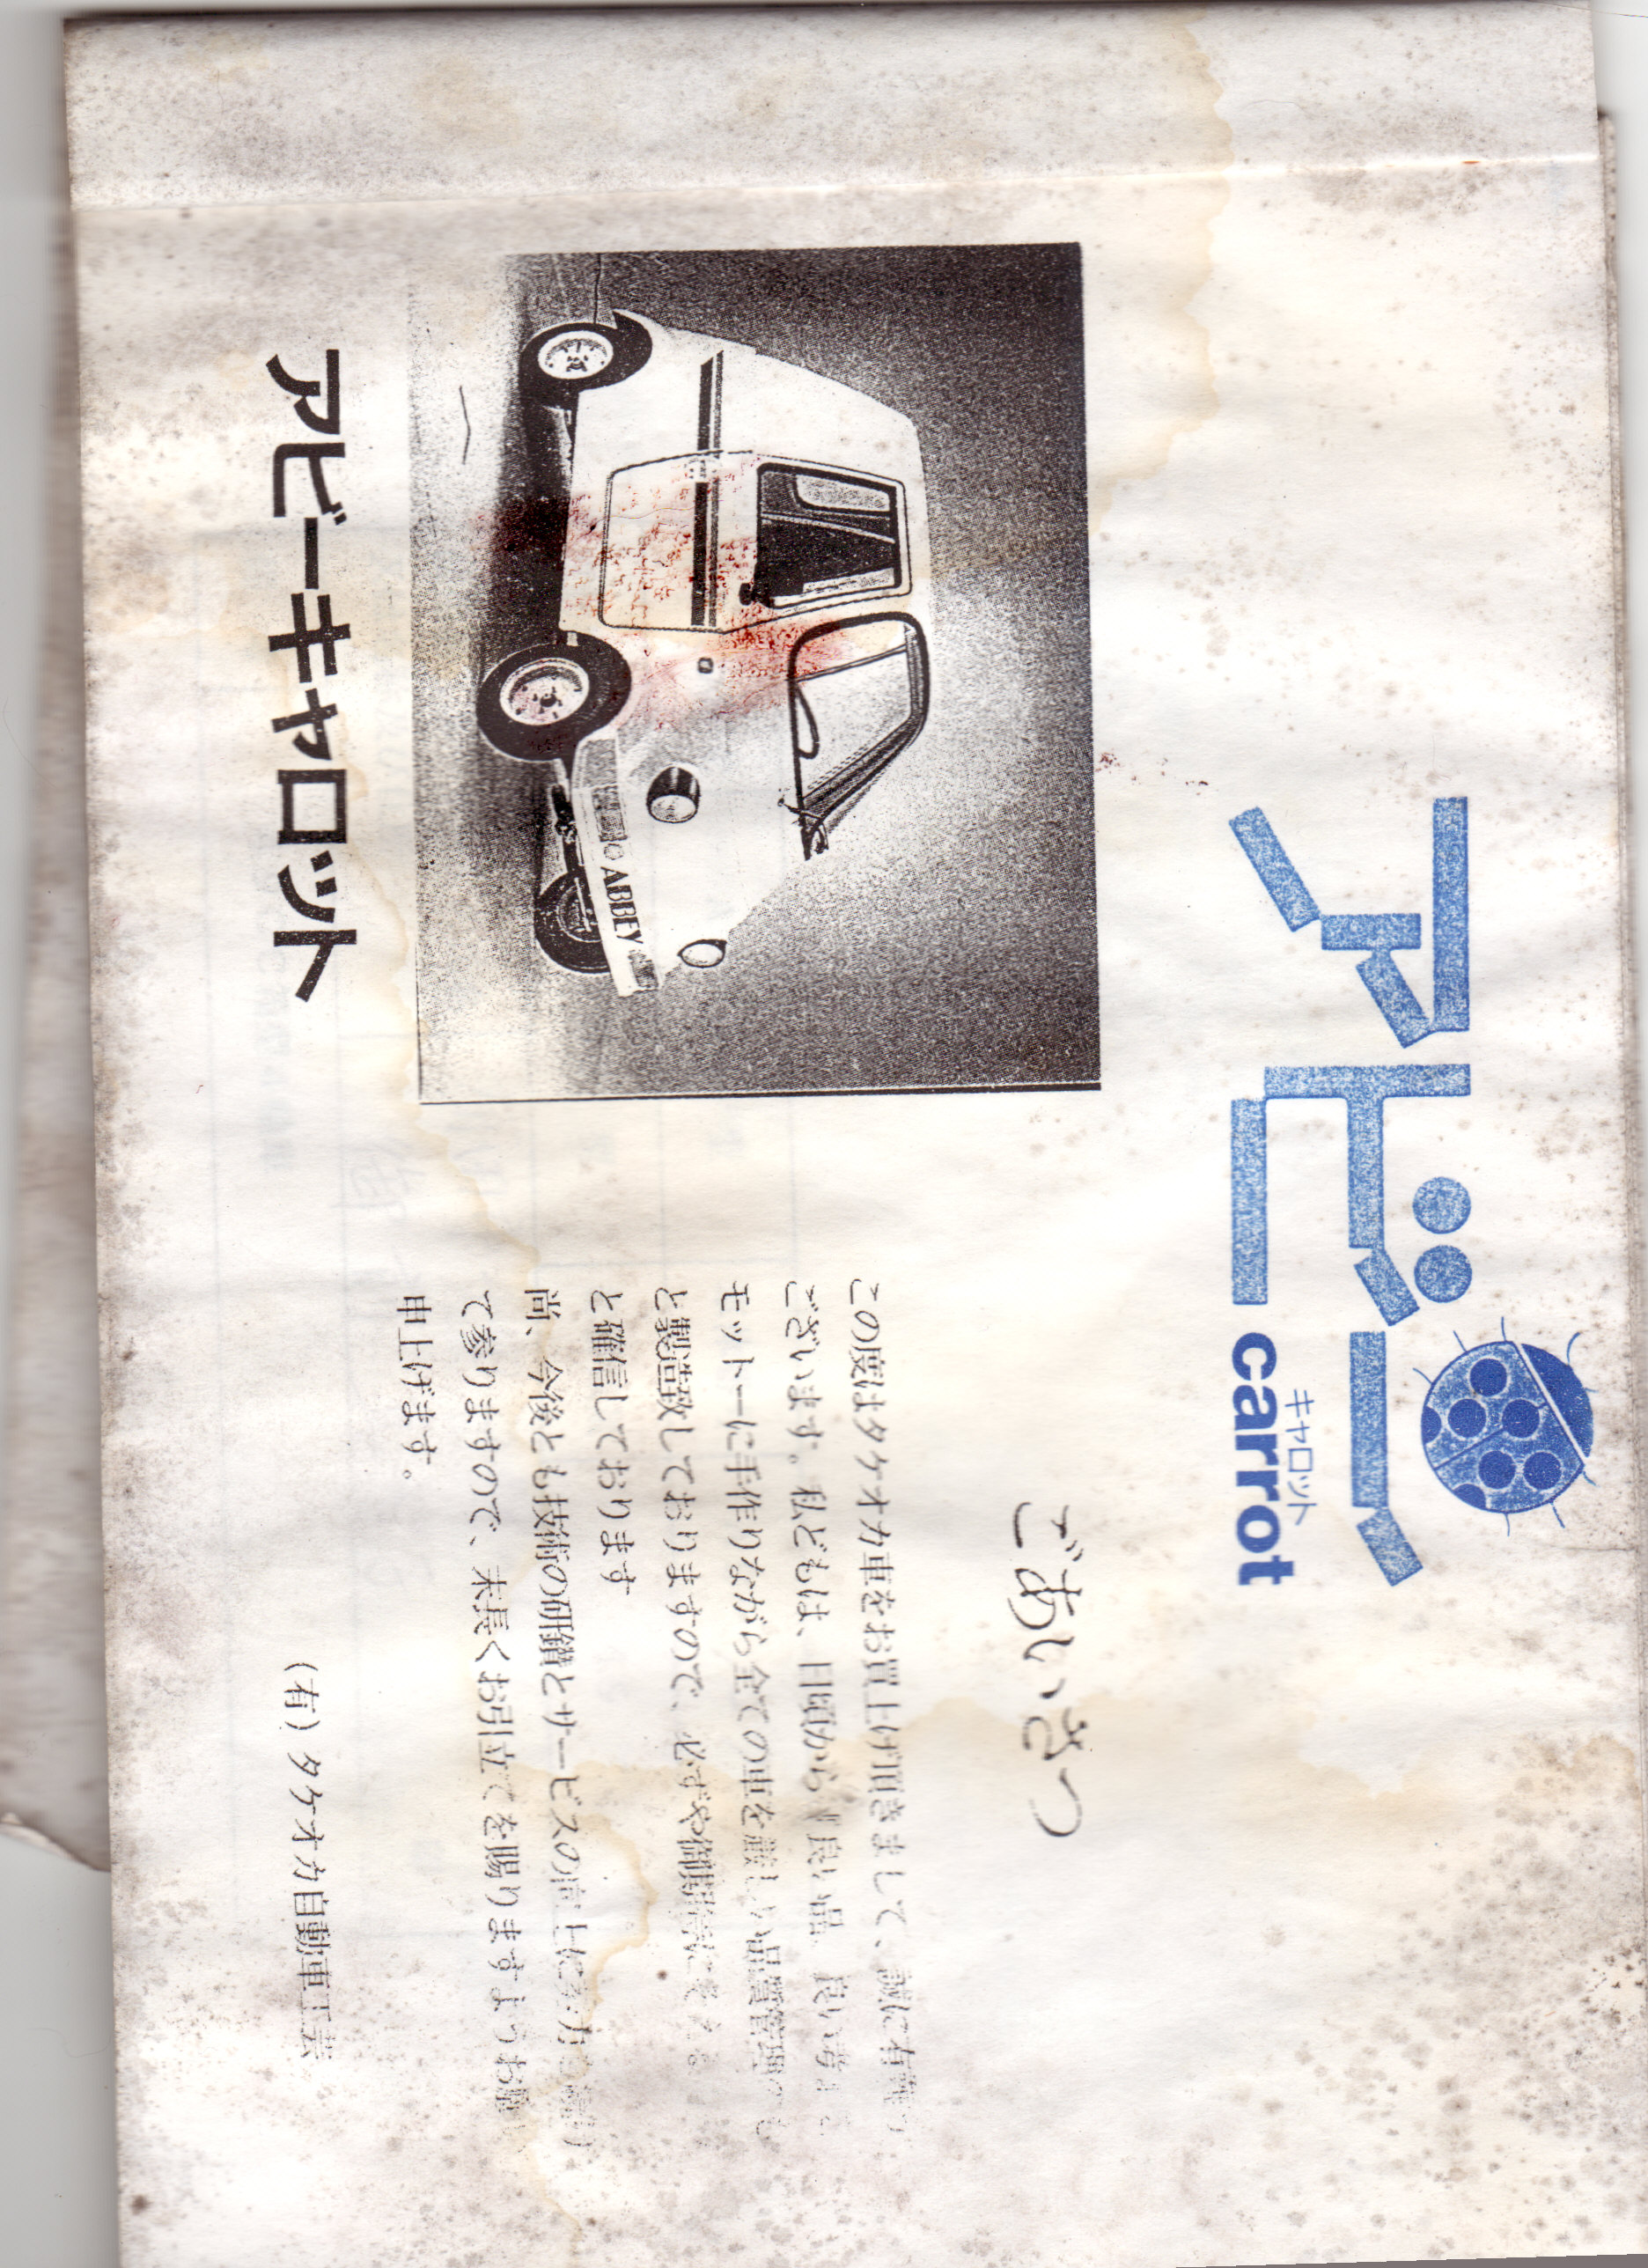 アビー
キャロット
carrot
ABBEY
アビーキャロット
ごあいさつ
この度はタケオカ車をお買上げ頂きまして、誠に有難う
ございます。私どもは、日頃から 良い品 良い
モットーに手作りながら全ての車を厳しい品質管理のも
と製造致しておりますので、必ずや御期待に
と確信しております
尚、今後とも技術の研鑽とサービスの向上に努力
て参りますので、末長くお引立てを賜りますようお願
申上げます。
(有)タケオカ自動車工芸